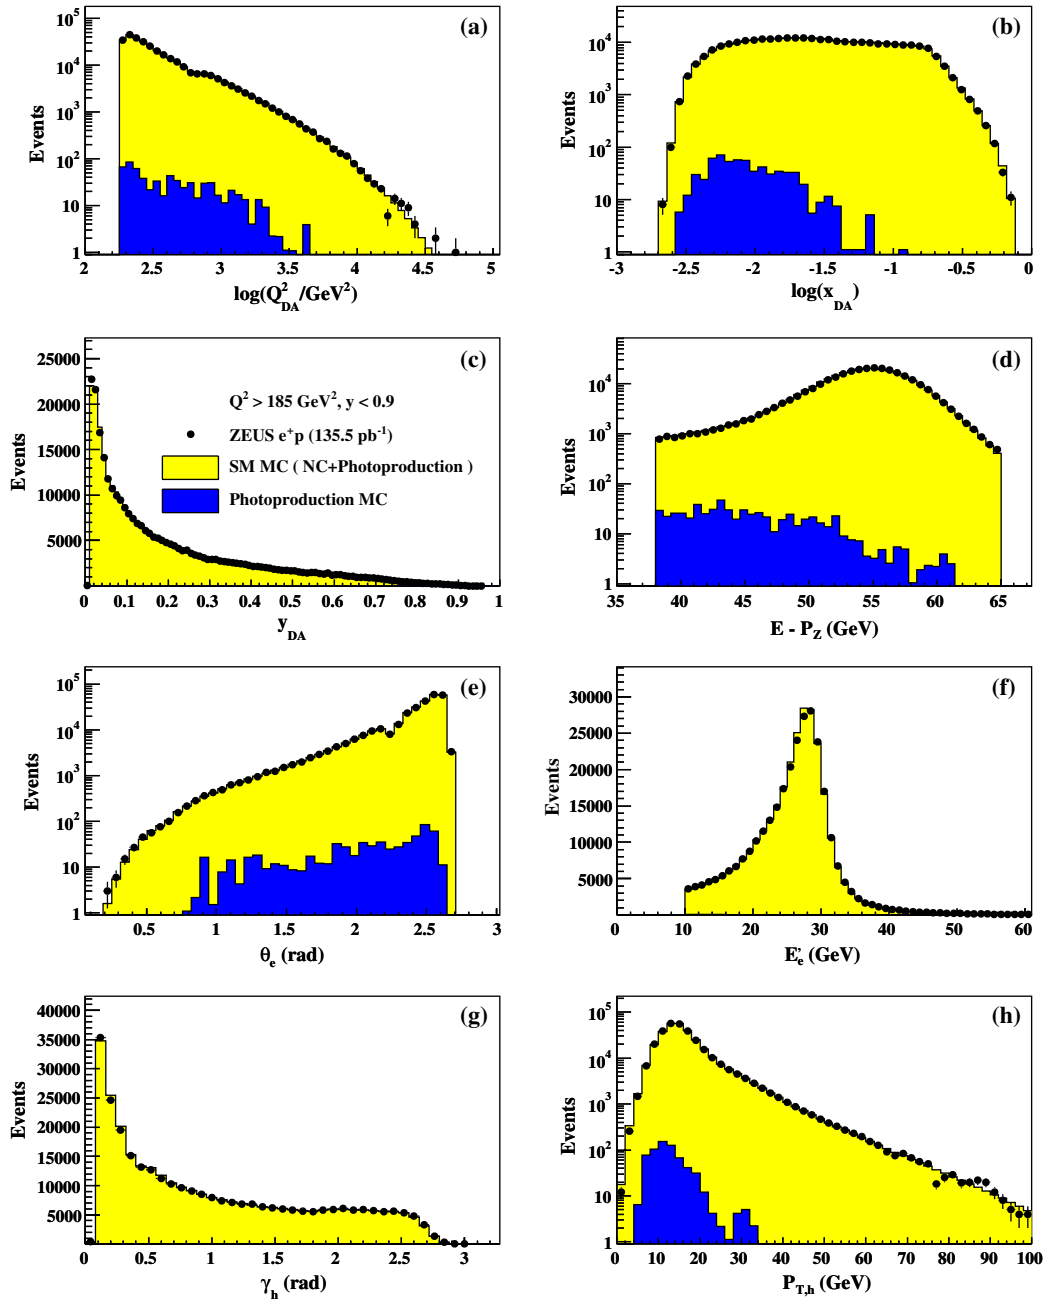 (a)
10^5
10^4
10^3
10^2
10
1
Events
2 2.5 3 3.5 4 4.5 5
log(Q^2_DA/GeV^2)
(b)
10^4
10^3
10^2
10
1
Events
-3 -2.5 -2 -1.5 -1 -0.5 0
log(x_DA)
(c)
25000
20000
15000
10000
5000
Events
Q^2 > 185 GeV^2, y < 0.9
ZEUS e^+p (135.5 pb^-1)
SM MC ( NC+Photoproduction )
Photoproduction MC
0 0.1 0.2 0.3 0.4 0.5 0.6 0.7 0.8 0.9 1
y_DA
(d)
10^4
10^3
10^2
10
1
Events
35 40 45 50 55 60 65
E - P_Z (GeV)
(e)
10^5
10^4
10^3
10^2
10
1
Events
0.5 1 1.5 2 2.5 3
θ_e (rad)
(f)
30000
25000
20000
15000
10000
5000
Events
0 10 20 30 40 50 60
E'_e (GeV)
(g)
40000
35000
30000
25000
20000
15000
10000
5000
Events
0 0.5 1 1.5 2 2.5 3
γ_h (rad)
(h)
10^5
10^4
10^3
10^2
10
1
Events
0 10 20 30 40 50 60 70 80 90 100
P_T,h (GeV)